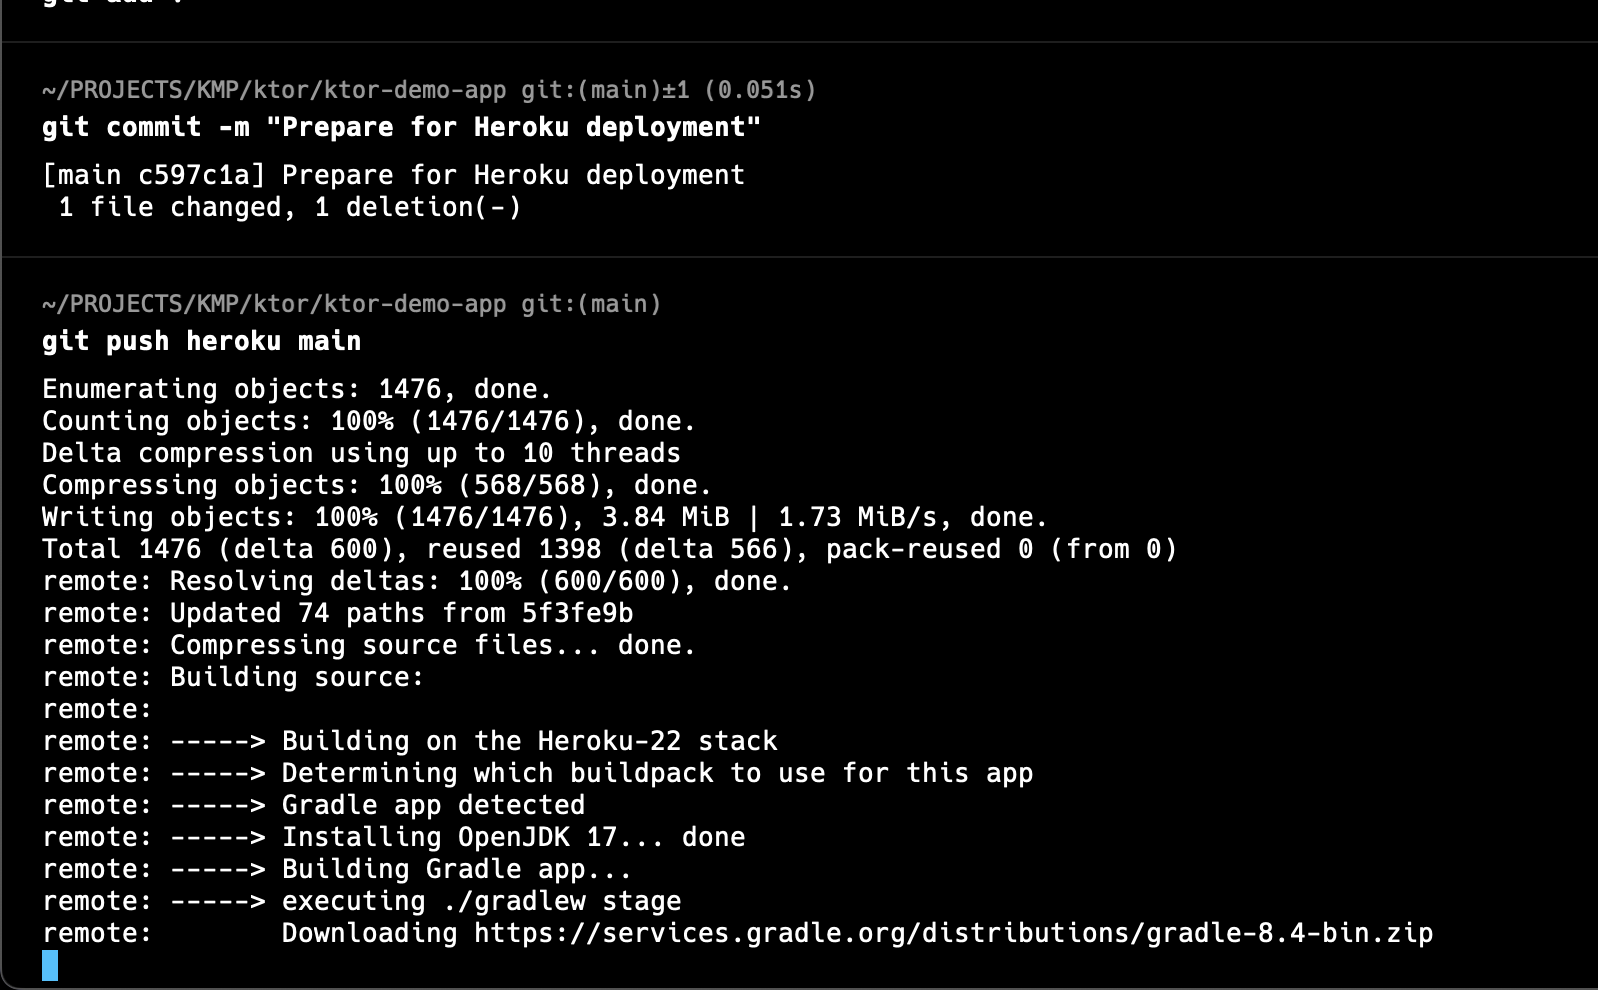 git add .
~/PROJECTS/KMP/ktor/ktor-demo-app git:(main)±1 (0.051s)
git commit -m "Prepare for Heroku deployment"
[main c597c1a] Prepare for Heroku deployment
 1 file changed, 1 deletion(-)
~/PROJECTS/KMP/ktor/ktor-demo-app git:(main)
git push heroku main
Enumerating objects: 1476, done.
Counting objects: 100% (1476/1476), done.
Delta compression using up to 10 threads
Compressing objects: 100% (568/568), done.
Writing objects: 100% (1476/1476), 3.84 MiB | 1.73 MiB/s, done.
Total 1476 (delta 600), reused 1398 (delta 566), pack-reused 0 (from 0)
remote: Resolving deltas: 100% (600/600), done.
remote: Updated 74 paths from 5f3fe9b
remote: Compressing source files... done.
remote: Building source:
remote:
remote: -----> Building on the Heroku-22 stack
remote: -----> Determining which buildpack to use for this app
remote: -----> Gradle app detected
remote: -----> Installing OpenJDK 17... done
remote: -----> Building Gradle app...
remote: -----> executing ./gradlew stage
remote:        Downloading https://services.gradle.org/distributions/gradle-8.4-bin.zip